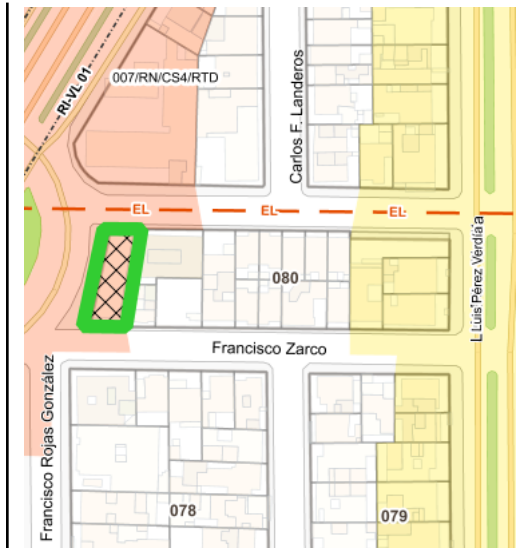 Carlos F. Landeros
007/RN/CS4/RTD
RI-VL 01
EL
EL
EL
L Luis Pérez Verdía a
080
Francisco Zarco
Francisco Rojas González
078
079